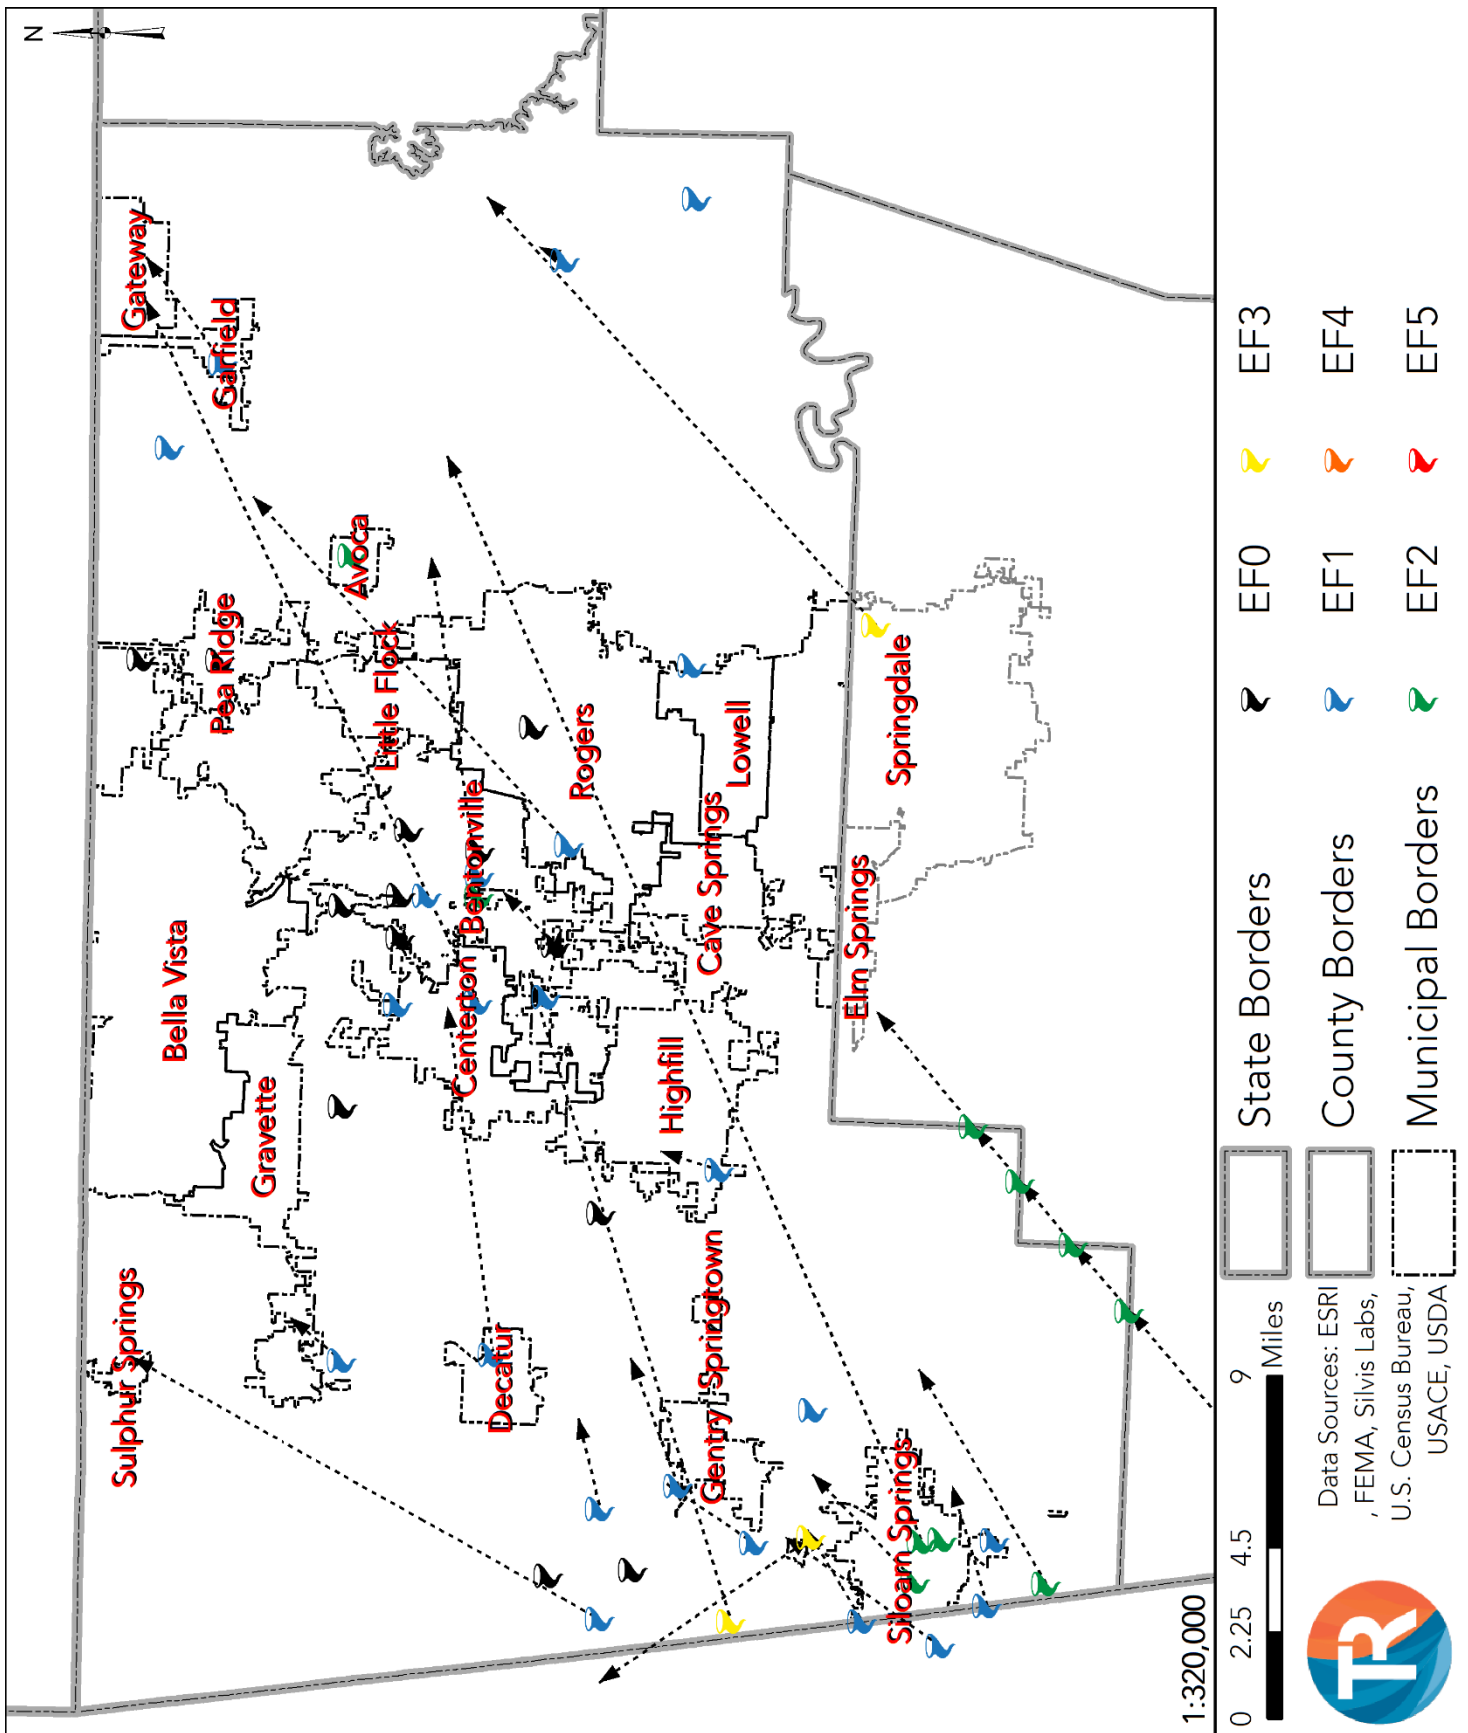 N
Gateway
Garfield
Sulphur Springs
Bella Vista
Pea Ridge
Gravette
Avoca
Little Flock
Decatur
Centerton
Bentonville
Rogers
Highfill
Gentry
Springtown
Cave Springs
Lowell
Siloam Springs
Elm Springs
Springdale
1:320,000
0 2.25 4.5 9
Miles
Data Sources: ESRI
, FEMA, Silvis Labs,
U.S. Census Bureau,
USACE, USDA
State Borders
County Borders
Municipal Borders
EF0
EF1
EF2
EF3
EF4
EF5
TR